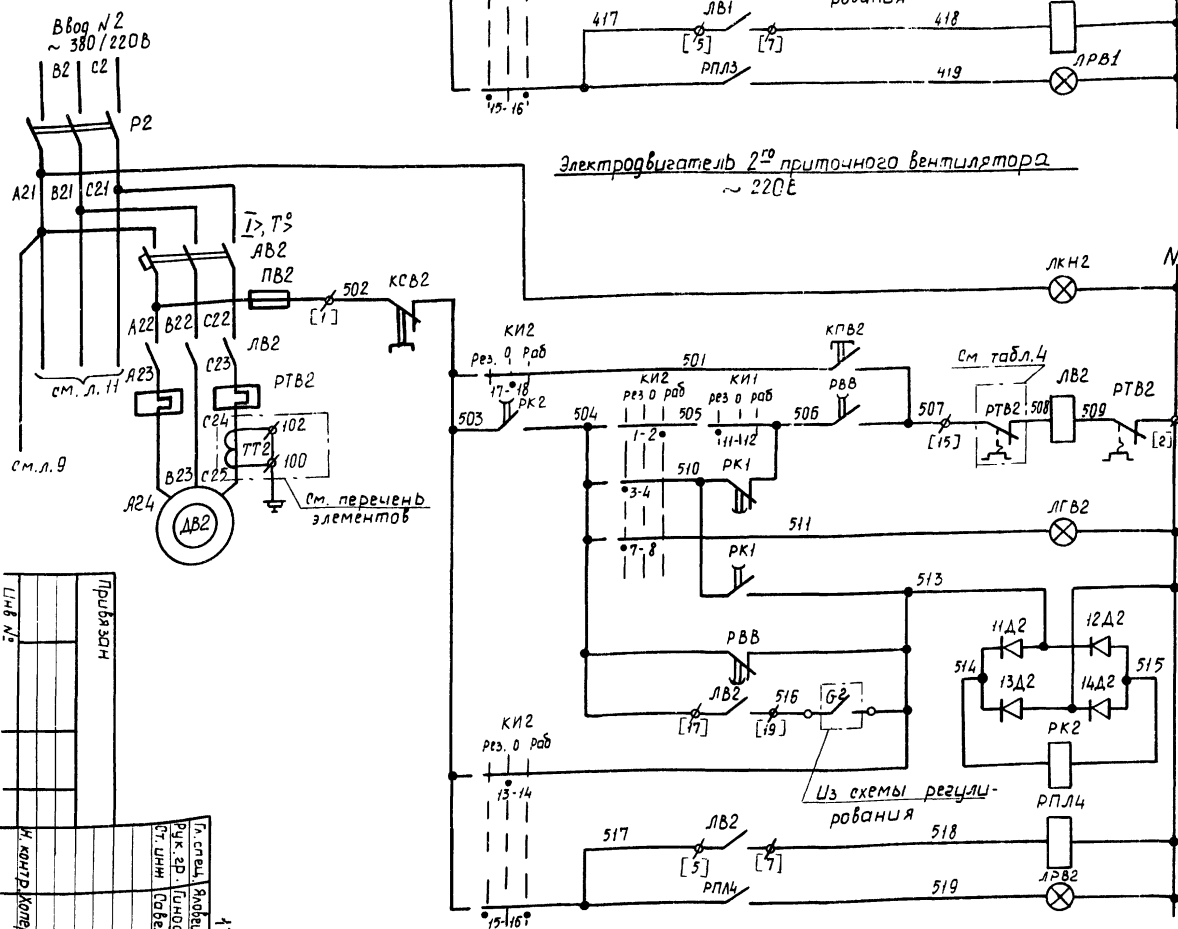 рования
417
ЛВ1
418
[5]
[7]
РПЛ3
419
ЛРВ1
15-16
Ввод №2
~ 380/220В
В2 С2
Р2
Электродвигатель 2го приточного вентилятора
~ 220В
А21 В21 С21
I>, T°>
АВ2
ПВ2
502
КСВ2
[1]
ЛКН2
N
А22 В22 С22
ЛВ2
А23
С23
см. л. 11
РТВ2
С24
102
ТТ2
100
см.л.9
В23 С25
А24
ДВ2
См. перечень
элементов
КИ2
Рез. 0 Раб
17-18
501
КПВ2
См табл.4
503
РК2
504
КИ2
рез 0 раб
505
КИ1
рез 0 раб
506
РВВ
507
РТВ2
508
ЛВ2
509
РТВ2
1-2
11-12
[15]
[2]
510
РК1
3-4
511
ЛГВ2
7-8
РК1
513
11Д2
12Д2
РВВ
514
515
13Д2
14Д2
ЛВ2
516
G2
[17]
[19]
РК2
КИ2
Рез. 0 Раб
13-14
Из схемы регули-
рования
РПЛ4
517
ЛВ2
518
[5]
[7]
РПЛ4
519
ЛРВ2
15-16
Привязан
Инв №
Гл. спец.
Рук. гр.
Ст. инж
Н. контр.